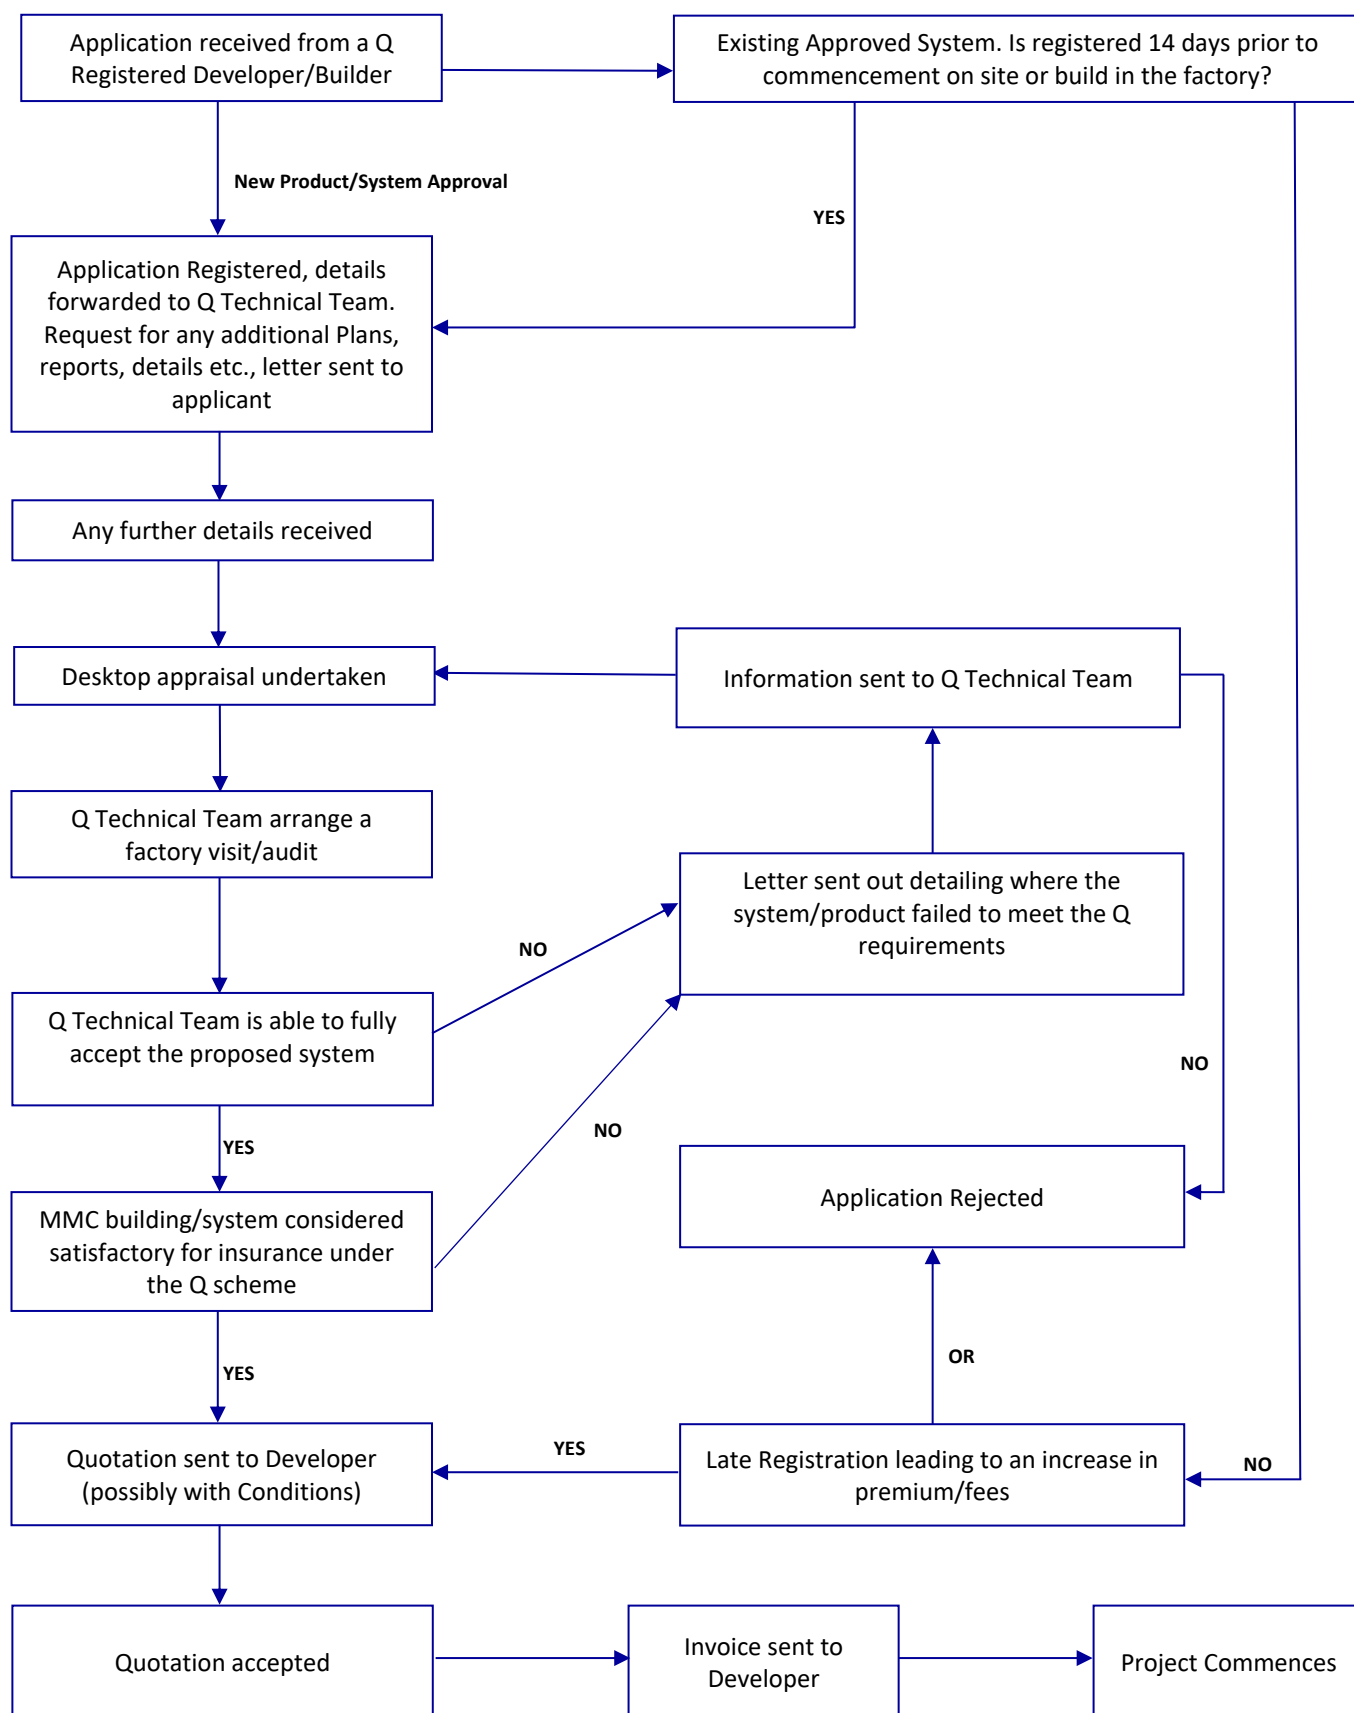 Application received from a Q
Registered Developer/Builder
Existing Approved System. Is registered 14 days prior to
commencement on site or build in the factory?
New Product/System Approval
YES
Application Registered, details
forwarded to Q Technical Team.
Request for any additional Plans,
reports, details etc., letter sent to
applicant
Any further details received
Desktop appraisal undertaken
Information sent to Q Technical Team
Q Technical Team arrange a
factory visit/audit
Letter sent out detailing where the
system/product failed to meet the Q
requirements
NO
Q Technical Team is able to fully
accept the proposed system
NO
YES
NO
MMC building/system considered
satisfactory for insurance under
the Q scheme
Application Rejected
YES
OR
Quotation sent to Developer
(possibly with Conditions)
YES
Late Registration leading to an increase in
premium/fees
NO
Quotation accepted
Invoice sent to
Developer
Project Commences